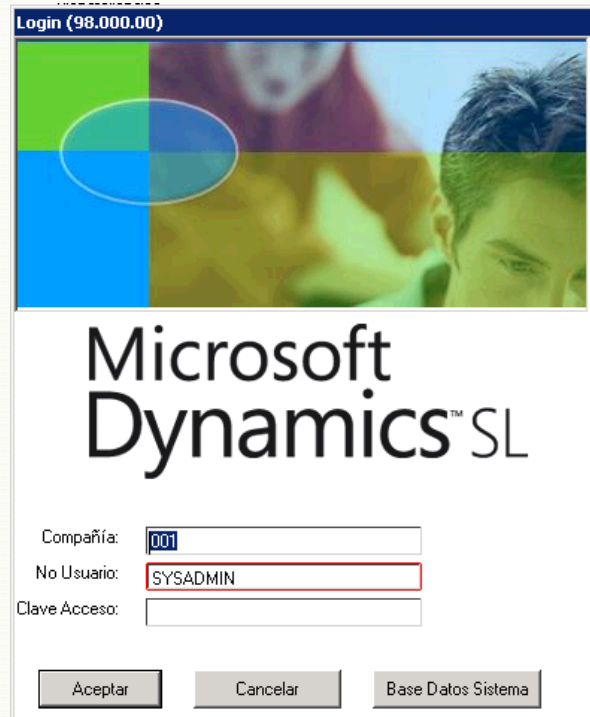 Login (98.000.00)
Microsoft
Dynamics™ SL
Compañía: 001
No Usuario: SYSADMIN
Clave Acceso:
Aceptar Cancelar Base Datos Sistema